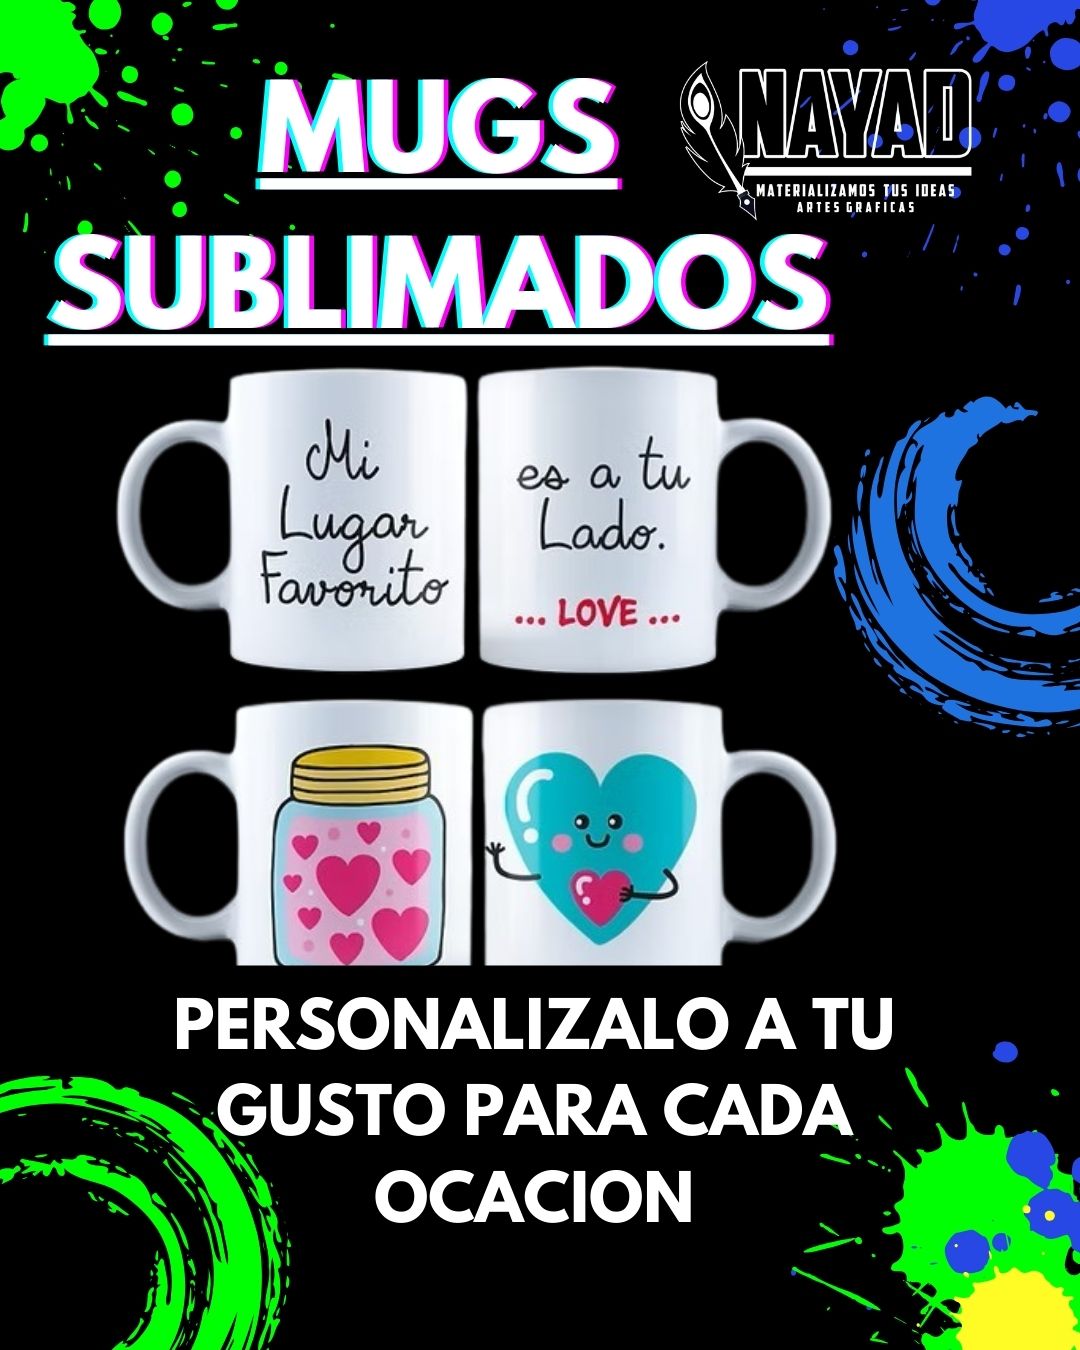 MUGS
SUBLIMADOS
NAYAD
MATERIALIZAMOS TUS IDEAS
ARTES GRAFICAS
Mi
Lugar
Favorito
es a tu
Lado.
... LOVE ...
PERSONALIZALO A TU
GUSTO PARA CADA
OCACION